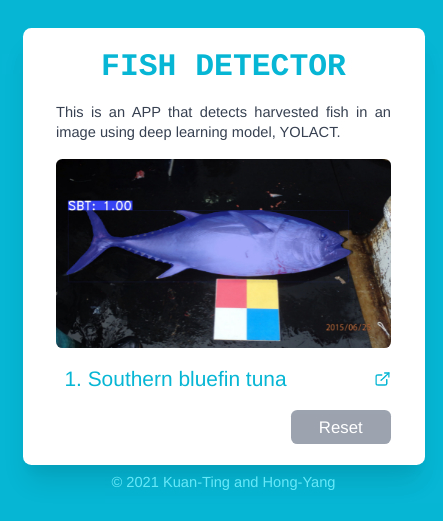 FISH DETECTOR
This is an APP that detects harvested fish in an
image using deep learning model, YOLACT.
SBT: 1.00
2015/06/2
1. Southern bluefin tuna
Reset
© 2021 Kuan-Ting and Hong-Yang